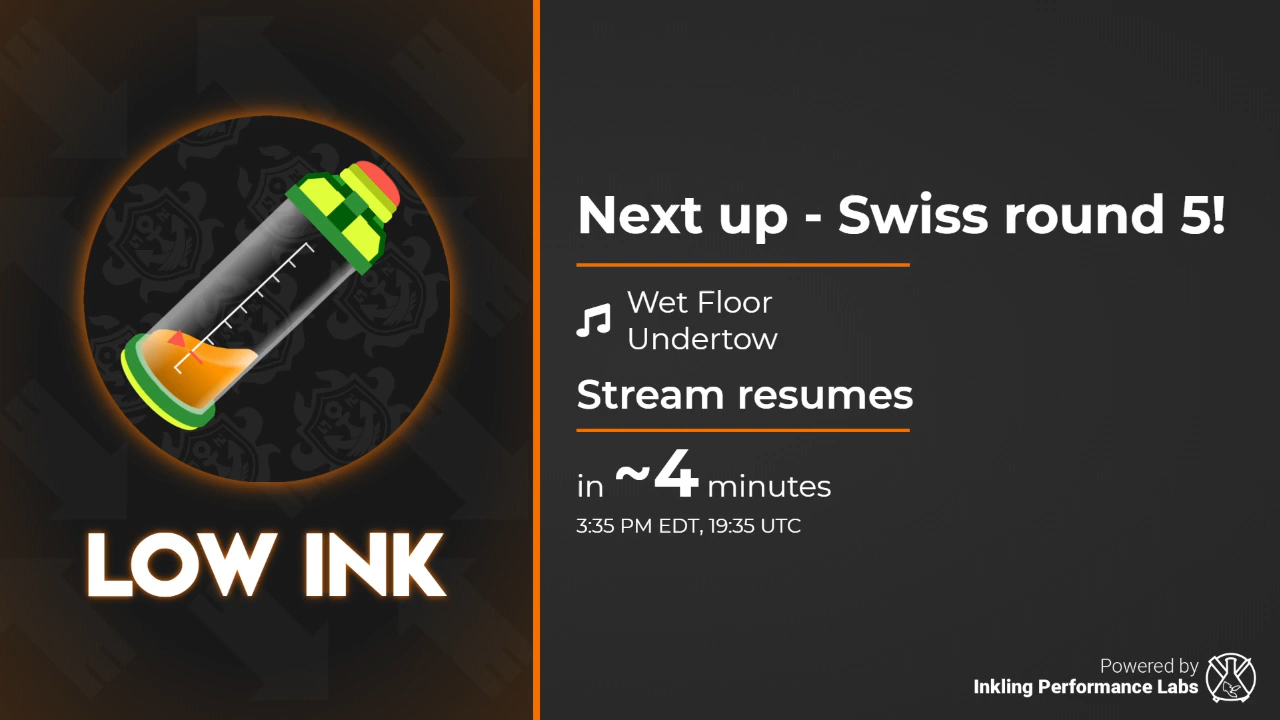 LOW INK
Next up - Swiss round 5!
Wet Floor
Undertow
Stream resumes
in ~4 minutes
3:35 PM EDT, 19:35 UTC
Powered by
Inkling Performance Labs